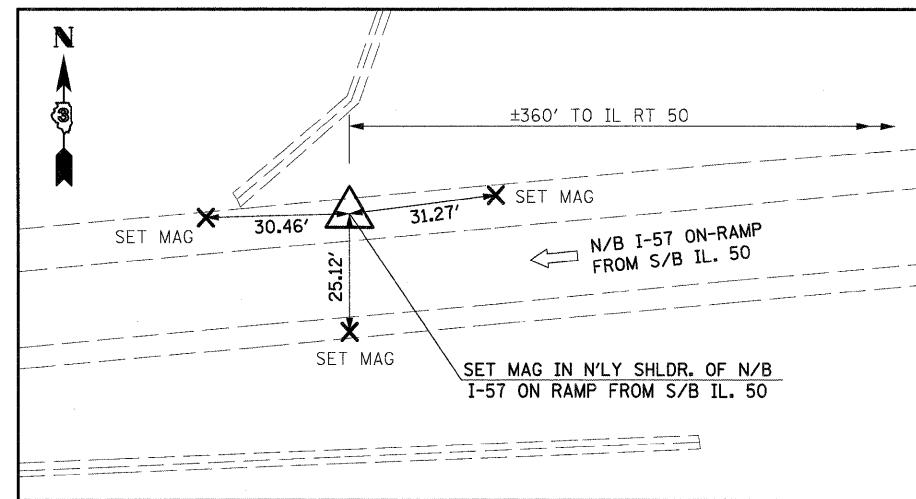 N
3
±360' TO IL RT 50
SET MAG
30.46'
31.27'
SET MAG
25.12'
N/B I-57 ON-RAMP
FROM S/B IL. 50
SET MAG
SET MAG IN N'LY SHLDR. OF N/B
I-57 ON RAMP FROM S/B IL. 50